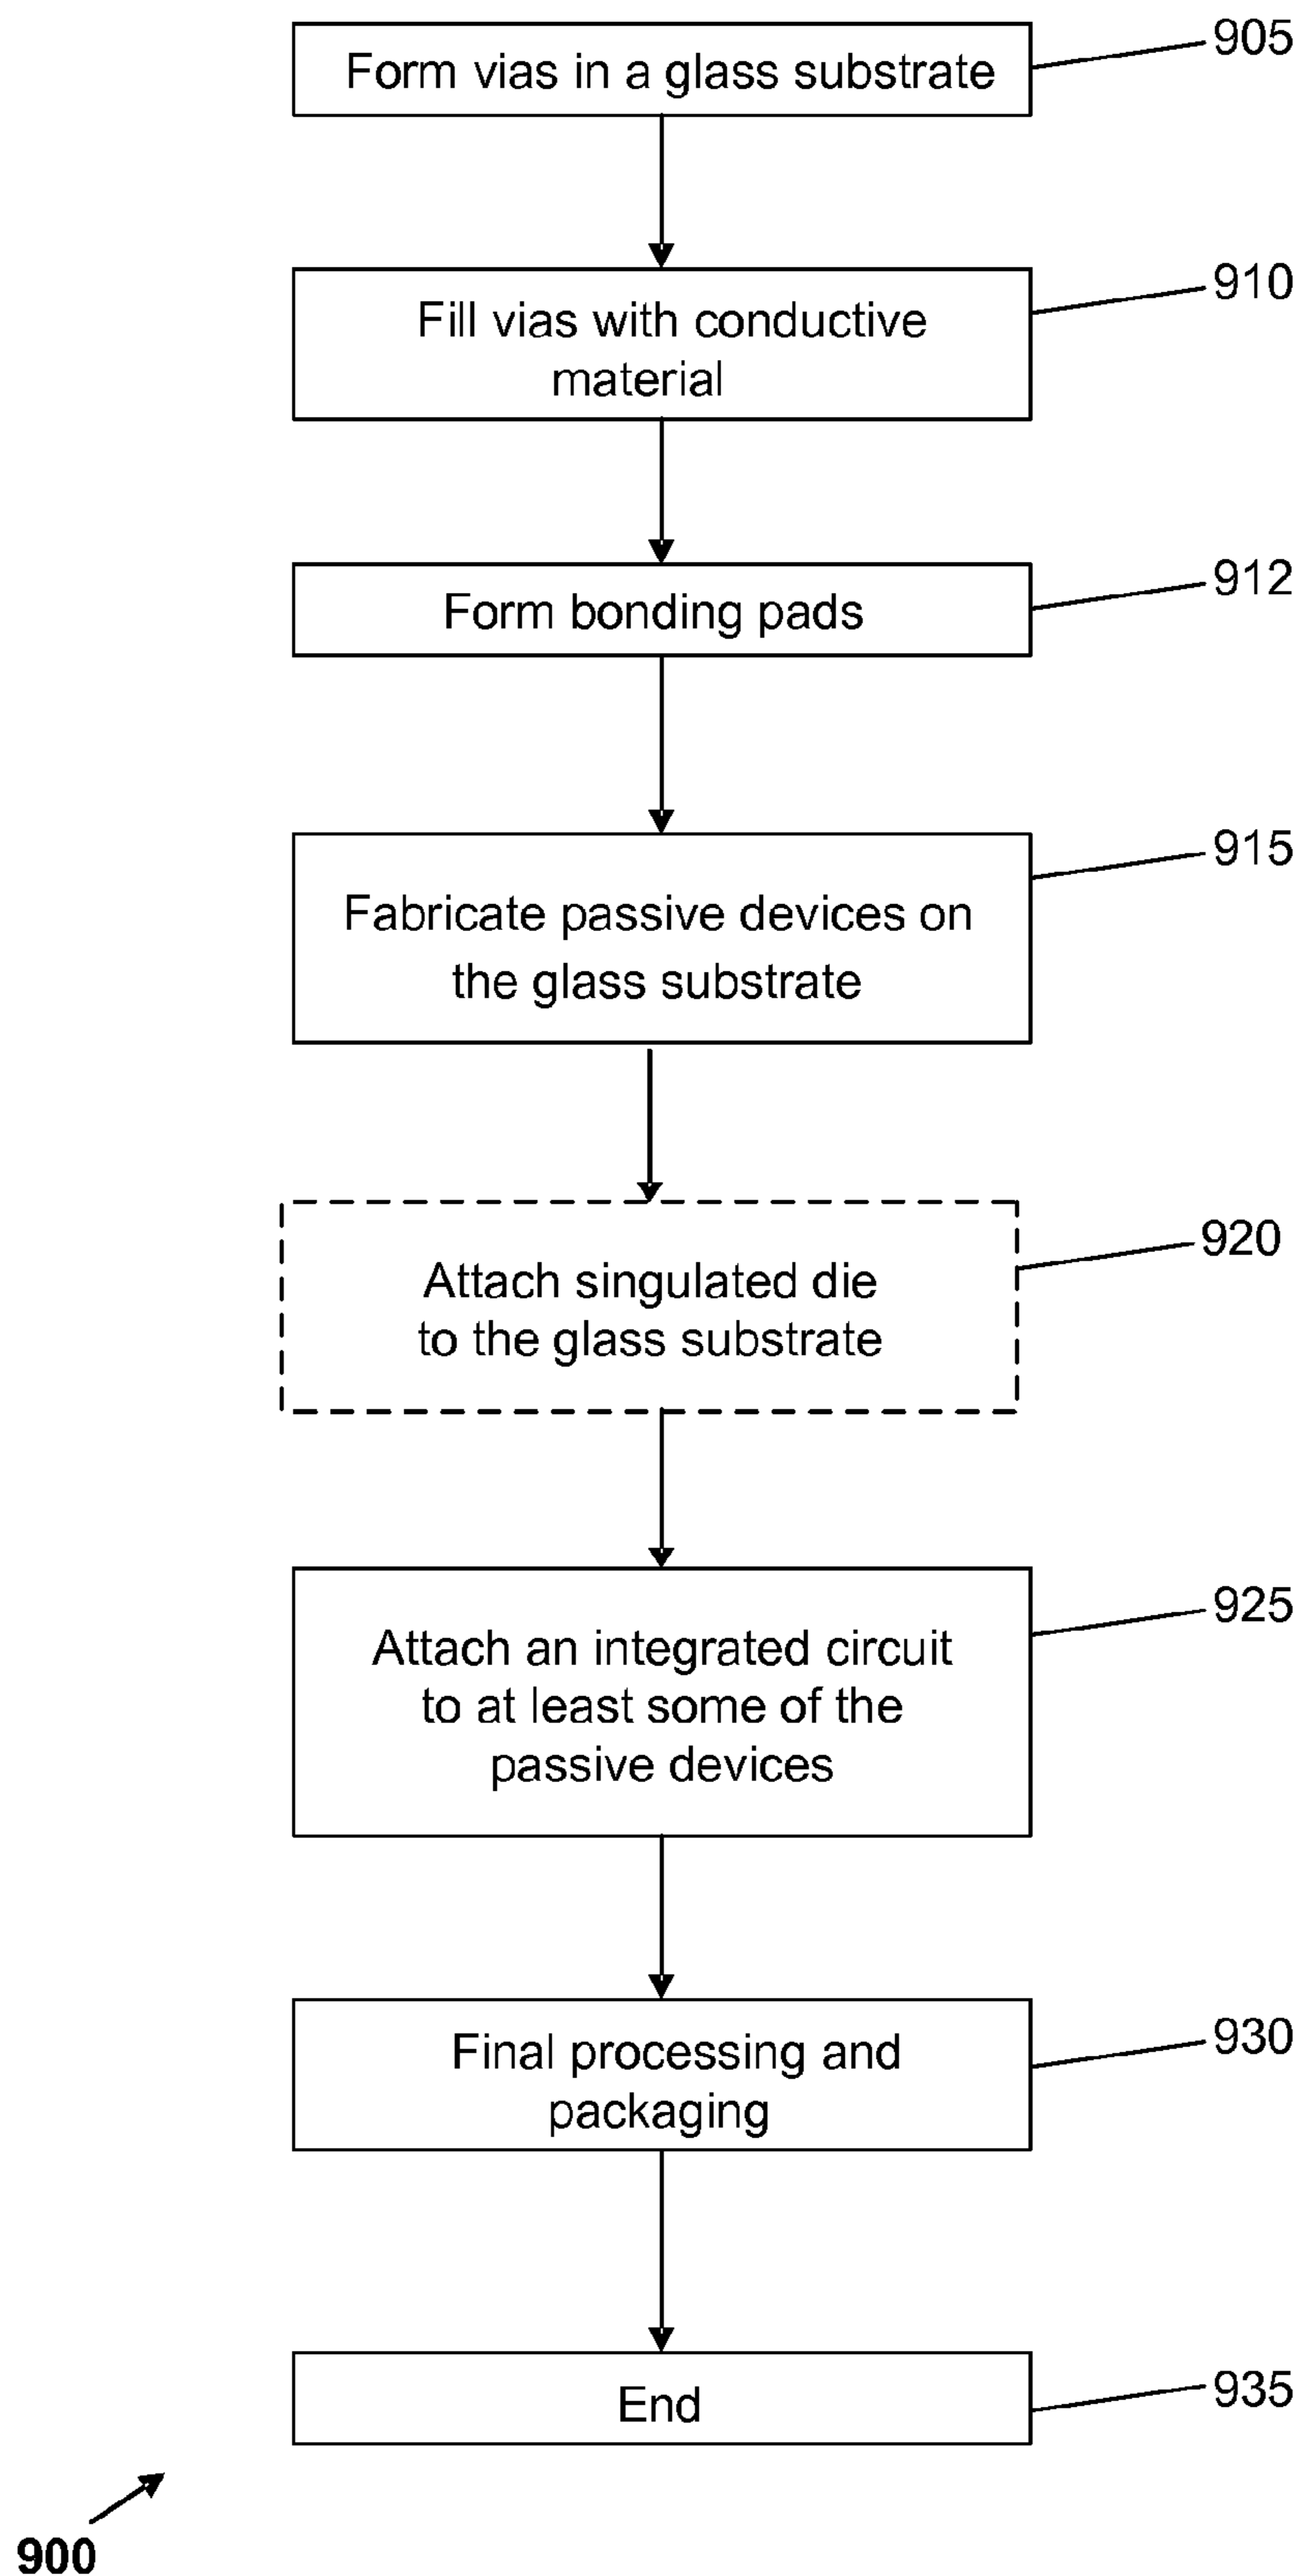 Form vias in a glass substrate
905
Fill vias with conductive
material
910
Form bonding pads
912
Fabricate passive devices on
the glass substrate
915
Attach singulated die
to the glass substrate
920
Attach an integrated circuit
to at least some of the
passive devices
925
Final processing and
packaging
930
End
935
900